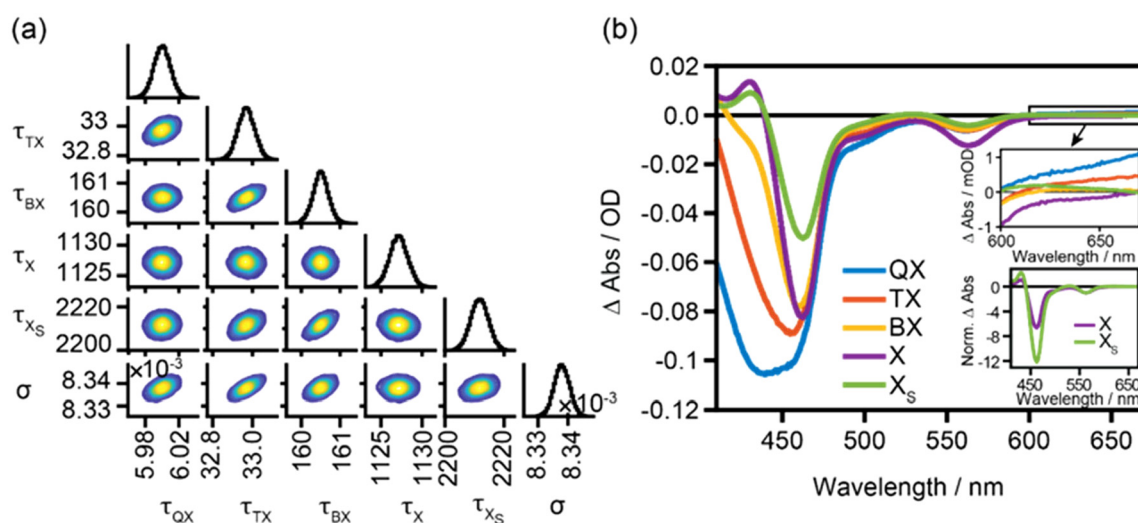 (a)
τTX
33
32.8
τBX
161
160
τX
1130
1125
τXS
2220
2200
σ
×10⁻³
8.34
8.33
×10⁻³
5.98
6.02
32.8
33.0
160
161
1125
1130
2200
2220
8.33
8.34
τQX
τTX
τBX
τX
τXS
σ
(b)
Δ Abs / OD
0.02
0.0
-0.02
-0.04
-0.06
-0.08
-0.10
-0.12
450
500
550
600
650
Wavelength / nm
QX
TX
BX
X
XS
Δ Abs / mOD
1
0
-1
600
650
Wavelength / nm
Norm. Δ Abs
0
-4
-8
-12
X
XS
450
550
650
Wavelength / nm